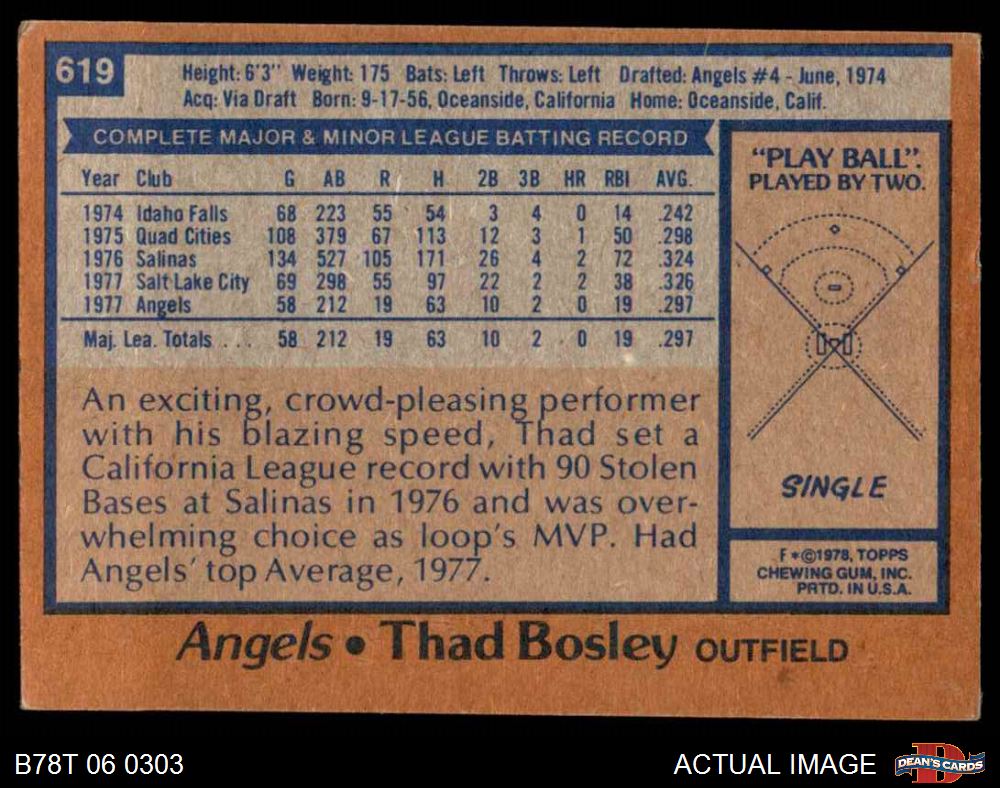 619
Height: 6'3" Weight: 175 Bats: Left Throws: Left Drafted: Angels #4 - June, 1974
Acq: Via Draft Born: 9-17-56, Oceanside, California Home: Oceanside, Calif.
COMPLETE MAJOR & MINOR LEAGUE BATTING RECORD
Year Club G AB R H 2B 3B HR RBI AVG.
1974 Idaho Falls 68 223 55 54 3 4 0 14 .242
1975 Quad Cities 108 379 67 113 12 3 1 50 .298
1976 Salinas 134 527 105 171 26 4 2 72 .324
1977 Salt Lake City 69 298 55 97 22 2 2 38 .326
1977 Angels 58 212 19 63 10 2 0 19 .297
Maj. Lea. Totals . . . 58 212 19 63 10 2 0 19 .297
An exciting, crowd-pleasing performer
with his blazing speed, Thad set a
California League record with 90 Stolen
Bases at Salinas in 1976 and was over-
whelming choice as loop's MVP. Had
Angels' top Average, 1977.
"PLAY BALL".
PLAYED BY TWO.
SINGLE
F *©1978, TOPPS
CHEWING GUM, INC.
PRTD. IN U.S.A.
Angels • Thad Bosley OUTFIELD
B78T 06 0303
ACTUAL IMAGE
DEAN'S CARDS